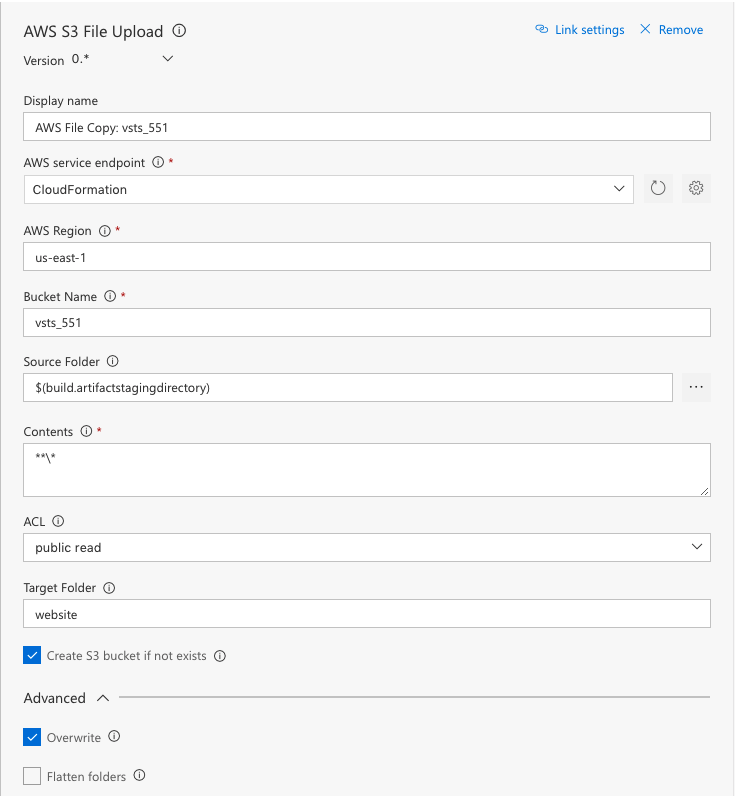 AWS S3 File Upload
Link settings
Remove
Version 0.*
Display name
AWS File Copy: vsts_551
AWS service endpoint *
CloudFormation
AWS Region *
us-east-1
Bucket Name *
vsts_551
Source Folder
$(build.artifactstagingdirectory)
...
Contents *
**\*
ACL
public read
Target Folder
website
Create S3 bucket if not exists
Advanced
Overwrite
Flatten folders